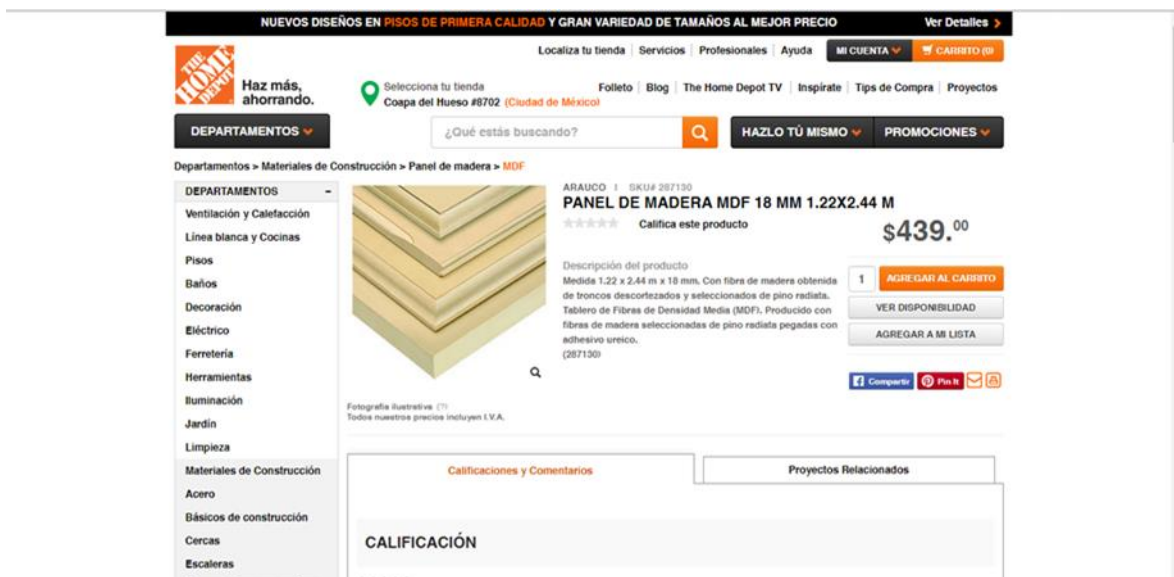 NUEVOS DISEÑOS EN PISOS DE PRIMERA CALIDAD Y GRAN VARIEDAD DE TAMAÑOS AL MEJOR PRECIO
Ver Detalles >
Localiza tu tienda | Servicios | Profesionales | Ayuda
MI CUENTA
CARRITO (0)
THE HOME DEPOT
Haz más,
ahorrando.
Selecciona tu tienda
Coapa del Hueso #8702 (Ciudad de México)
Folleto | Blog | The Home Depot TV | Inspírate | Tips de Compra | Proyectos
DEPARTAMENTOS
¿Qué estás buscando?
HAZLO TÚ MISMO
PROMOCIONES
Departamentos > Materiales de Construcción > Panel de madera > MDF
DEPARTAMENTOS -
Ventilación y Calefacción
Línea blanca y Cocinas
Pisos
Baños
Decoración
Eléctrico
Ferretería
Herramientas
Iluminación
Jardín
Limpieza
Materiales de Construcción
Acero
Básicos de construcción
Cercas
Escaleras
ARAUCO | SKU# 287130
PANEL DE MADERA MDF 18 MM 1.22X2.44 M
Califica este producto
$439.00
Descripción del producto
Medida 1.22 x 2.44 m x 18 mm. Con fibra de madera obtenida
de troncos descortezados y seleccionados de pino radiata.
Tablero de Fibras de Densidad Media (MDF). Producido con
fibras de madera seleccionadas de pino radiata pegadas con
adhesivo ureico.
(287130)
1
AGREGAR AL CARRITO
VER DISPONIBILIDAD
AGREGAR A MI LISTA
Compartir
Pin It
Fotografía ilustrativa (?)
Todos nuestros precios incluyen I.V.A.
Calificaciones y Comentarios
Proyectos Relacionados
CALIFICACIÓN